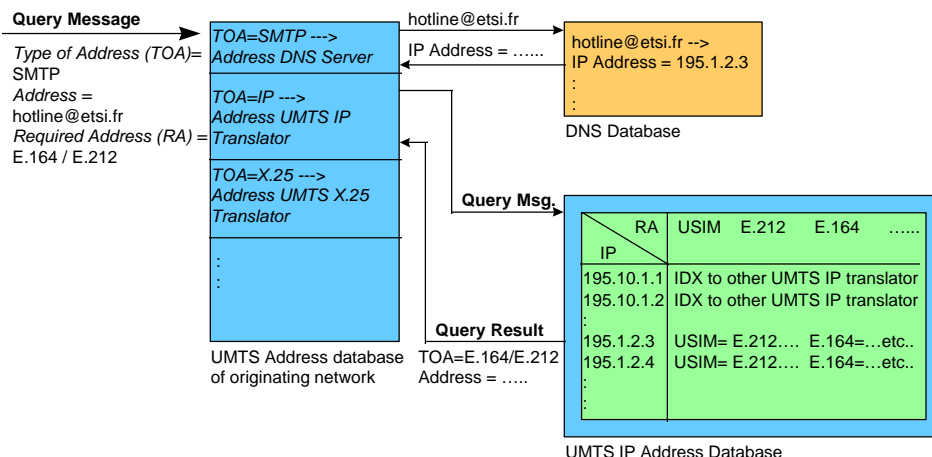 Query Message
Type of Address (TOA)=
SMTP
Address =
hotline@etsi.fr
Required Address (RA) =
E.164 / E.212
TOA=SMTP --->
Address DNS Server
TOA=IP --->
Address UMTS IP
Translator
TOA=X.25 --->
Address UMTS X.25
Translator
:
:
UMTS Address database
of originating network
hotline@etsi.fr
IP Address = …...
hotline@etsi.fr -->
IP Address = 195.1.2.3
:
:
DNS Database
Query Msg.
Query Result
TOA=E.164/E.212
Address = …..
RA USIM E.212 E.164 …...
IP
195.10.1.1 IDX to other UMTS IP translator
195.10.1.2 IDX to other UMTS IP translator
:
195.1.2.3 USIM= E.212…. E.164=…etc..
195.1.2.4 USIM= E.212…. E.164=…etc..
:
:
UMTS IP Address Database